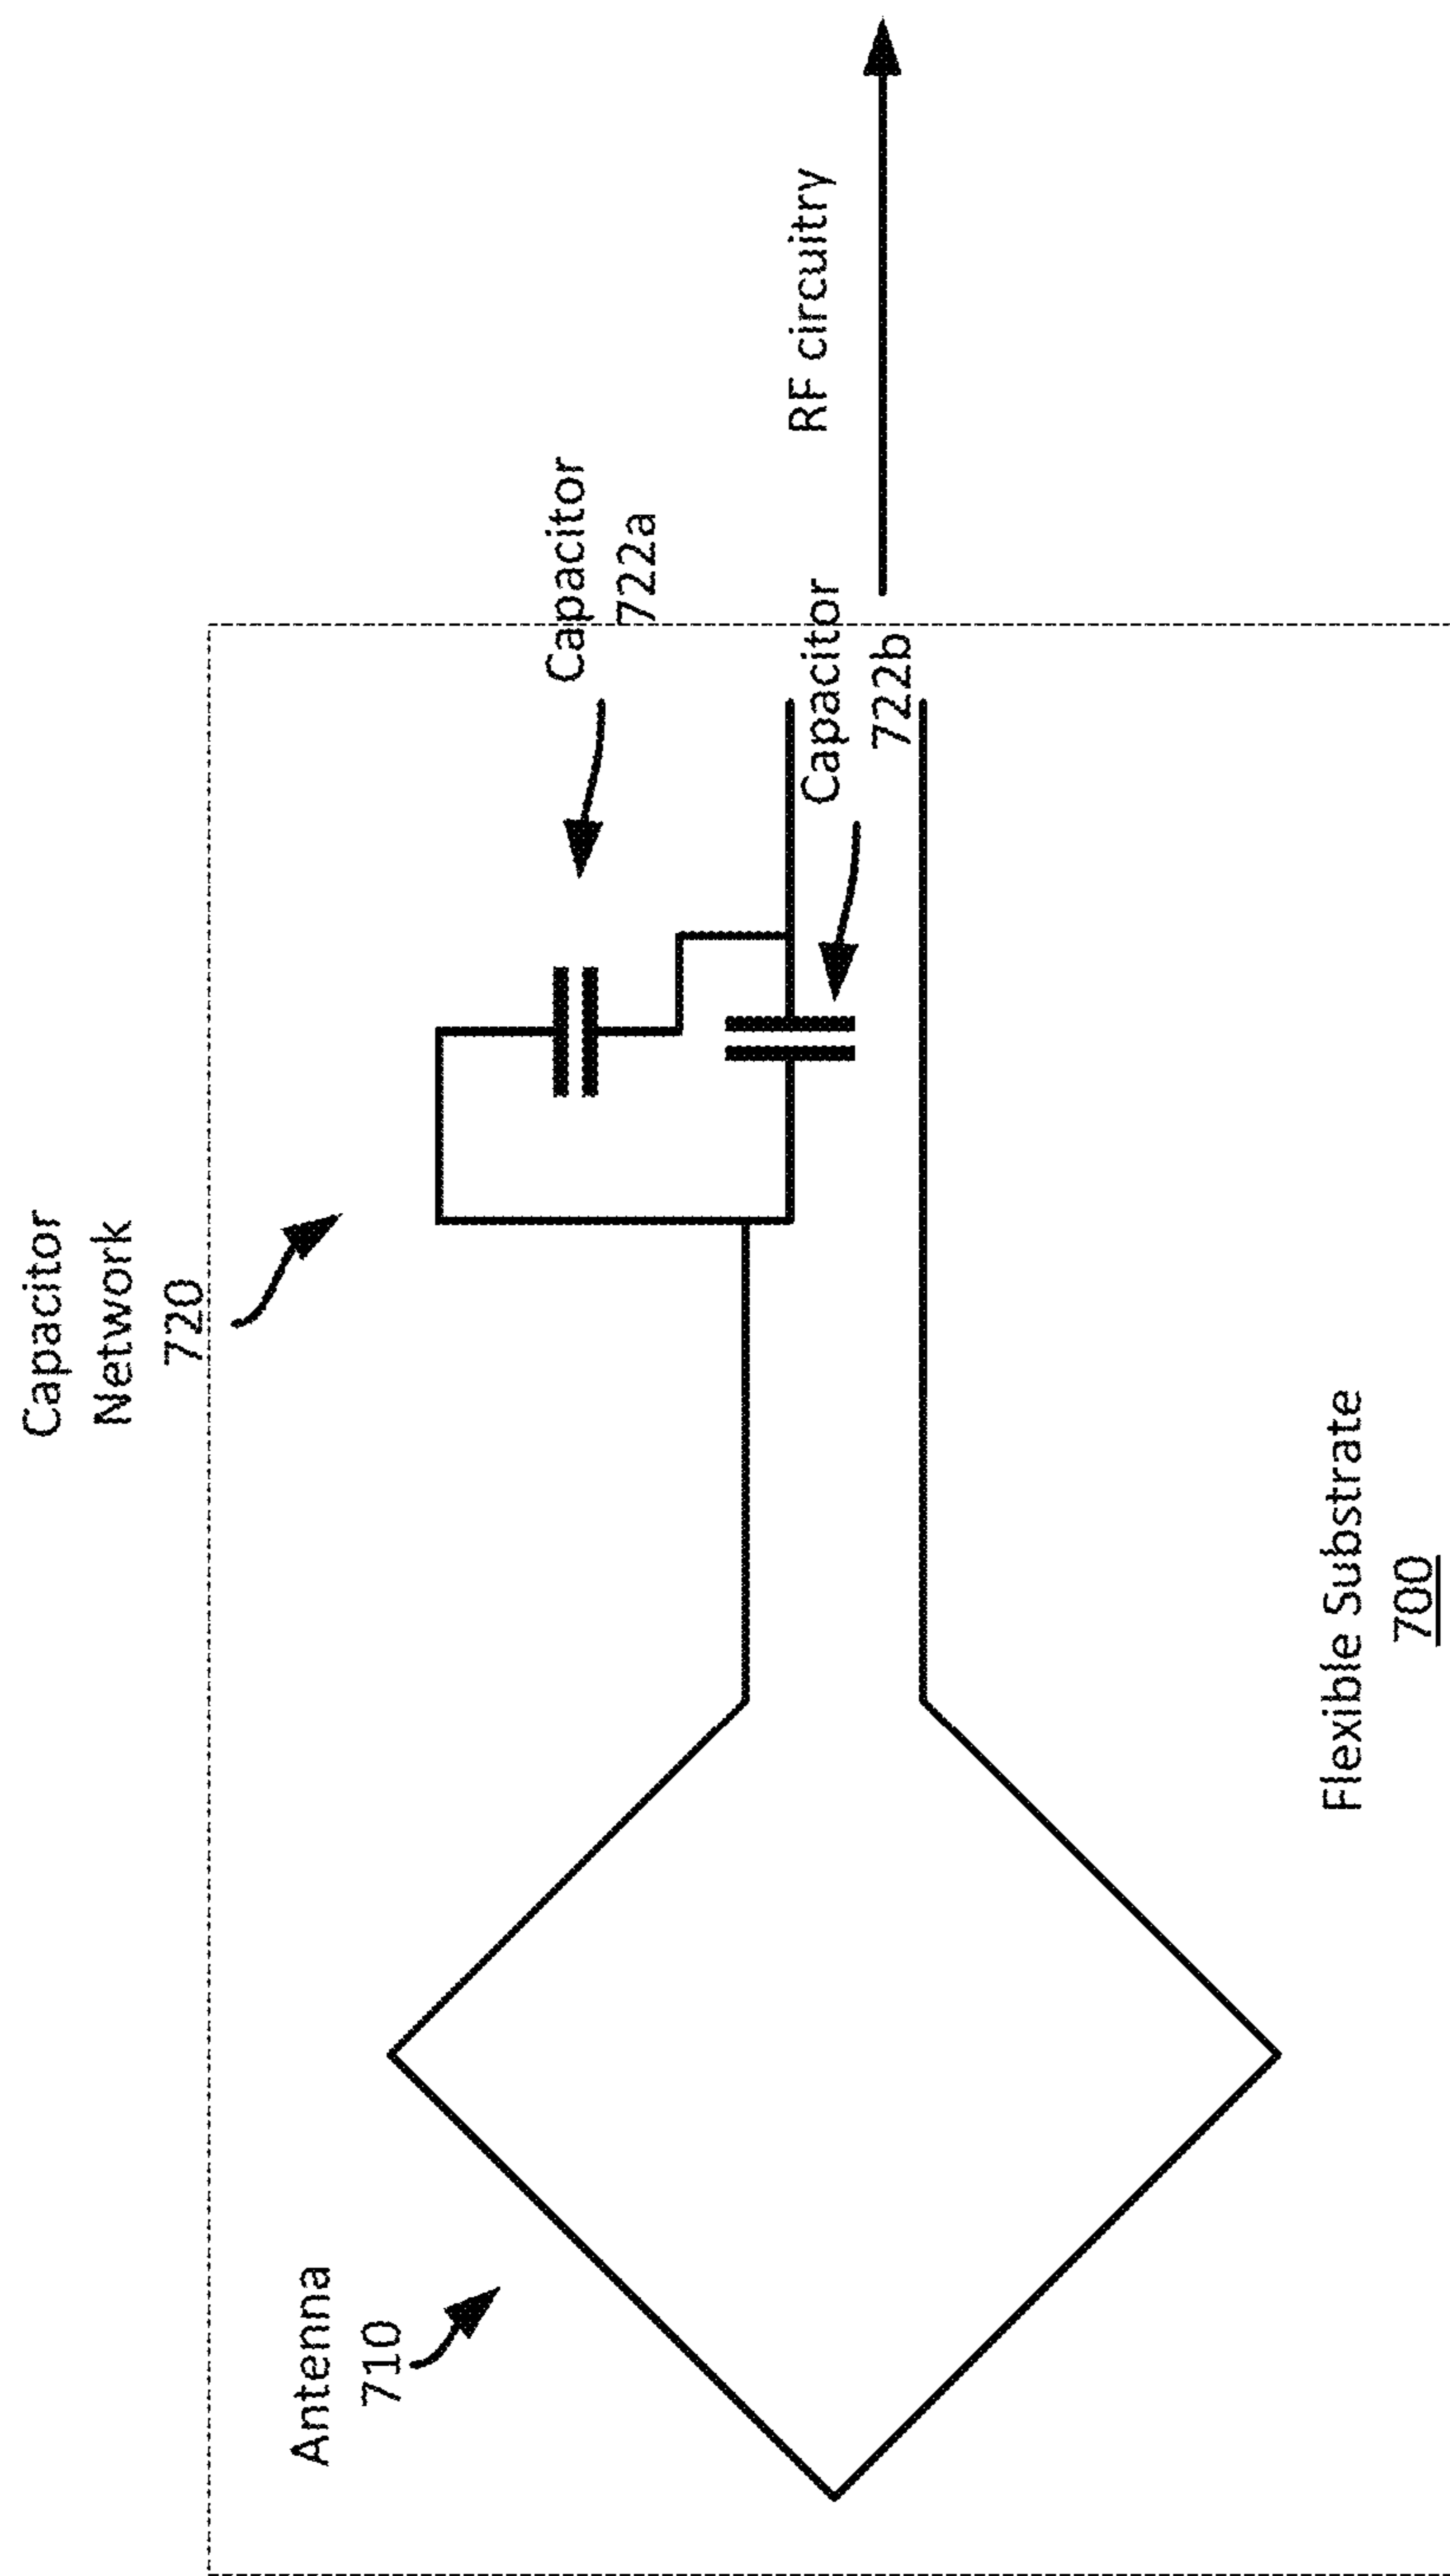 Capacitor
Network
720
Antenna
710
Capacitor
722a
Capacitor
722b
RF circuitry
Flexible Substrate
700